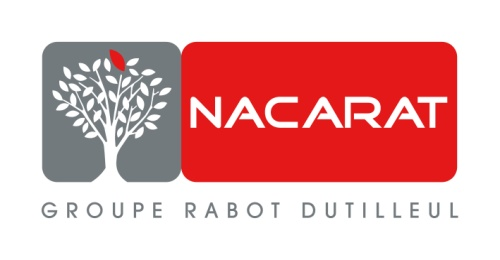 NACARAT
GROUPE RABOT DUTILLEUL